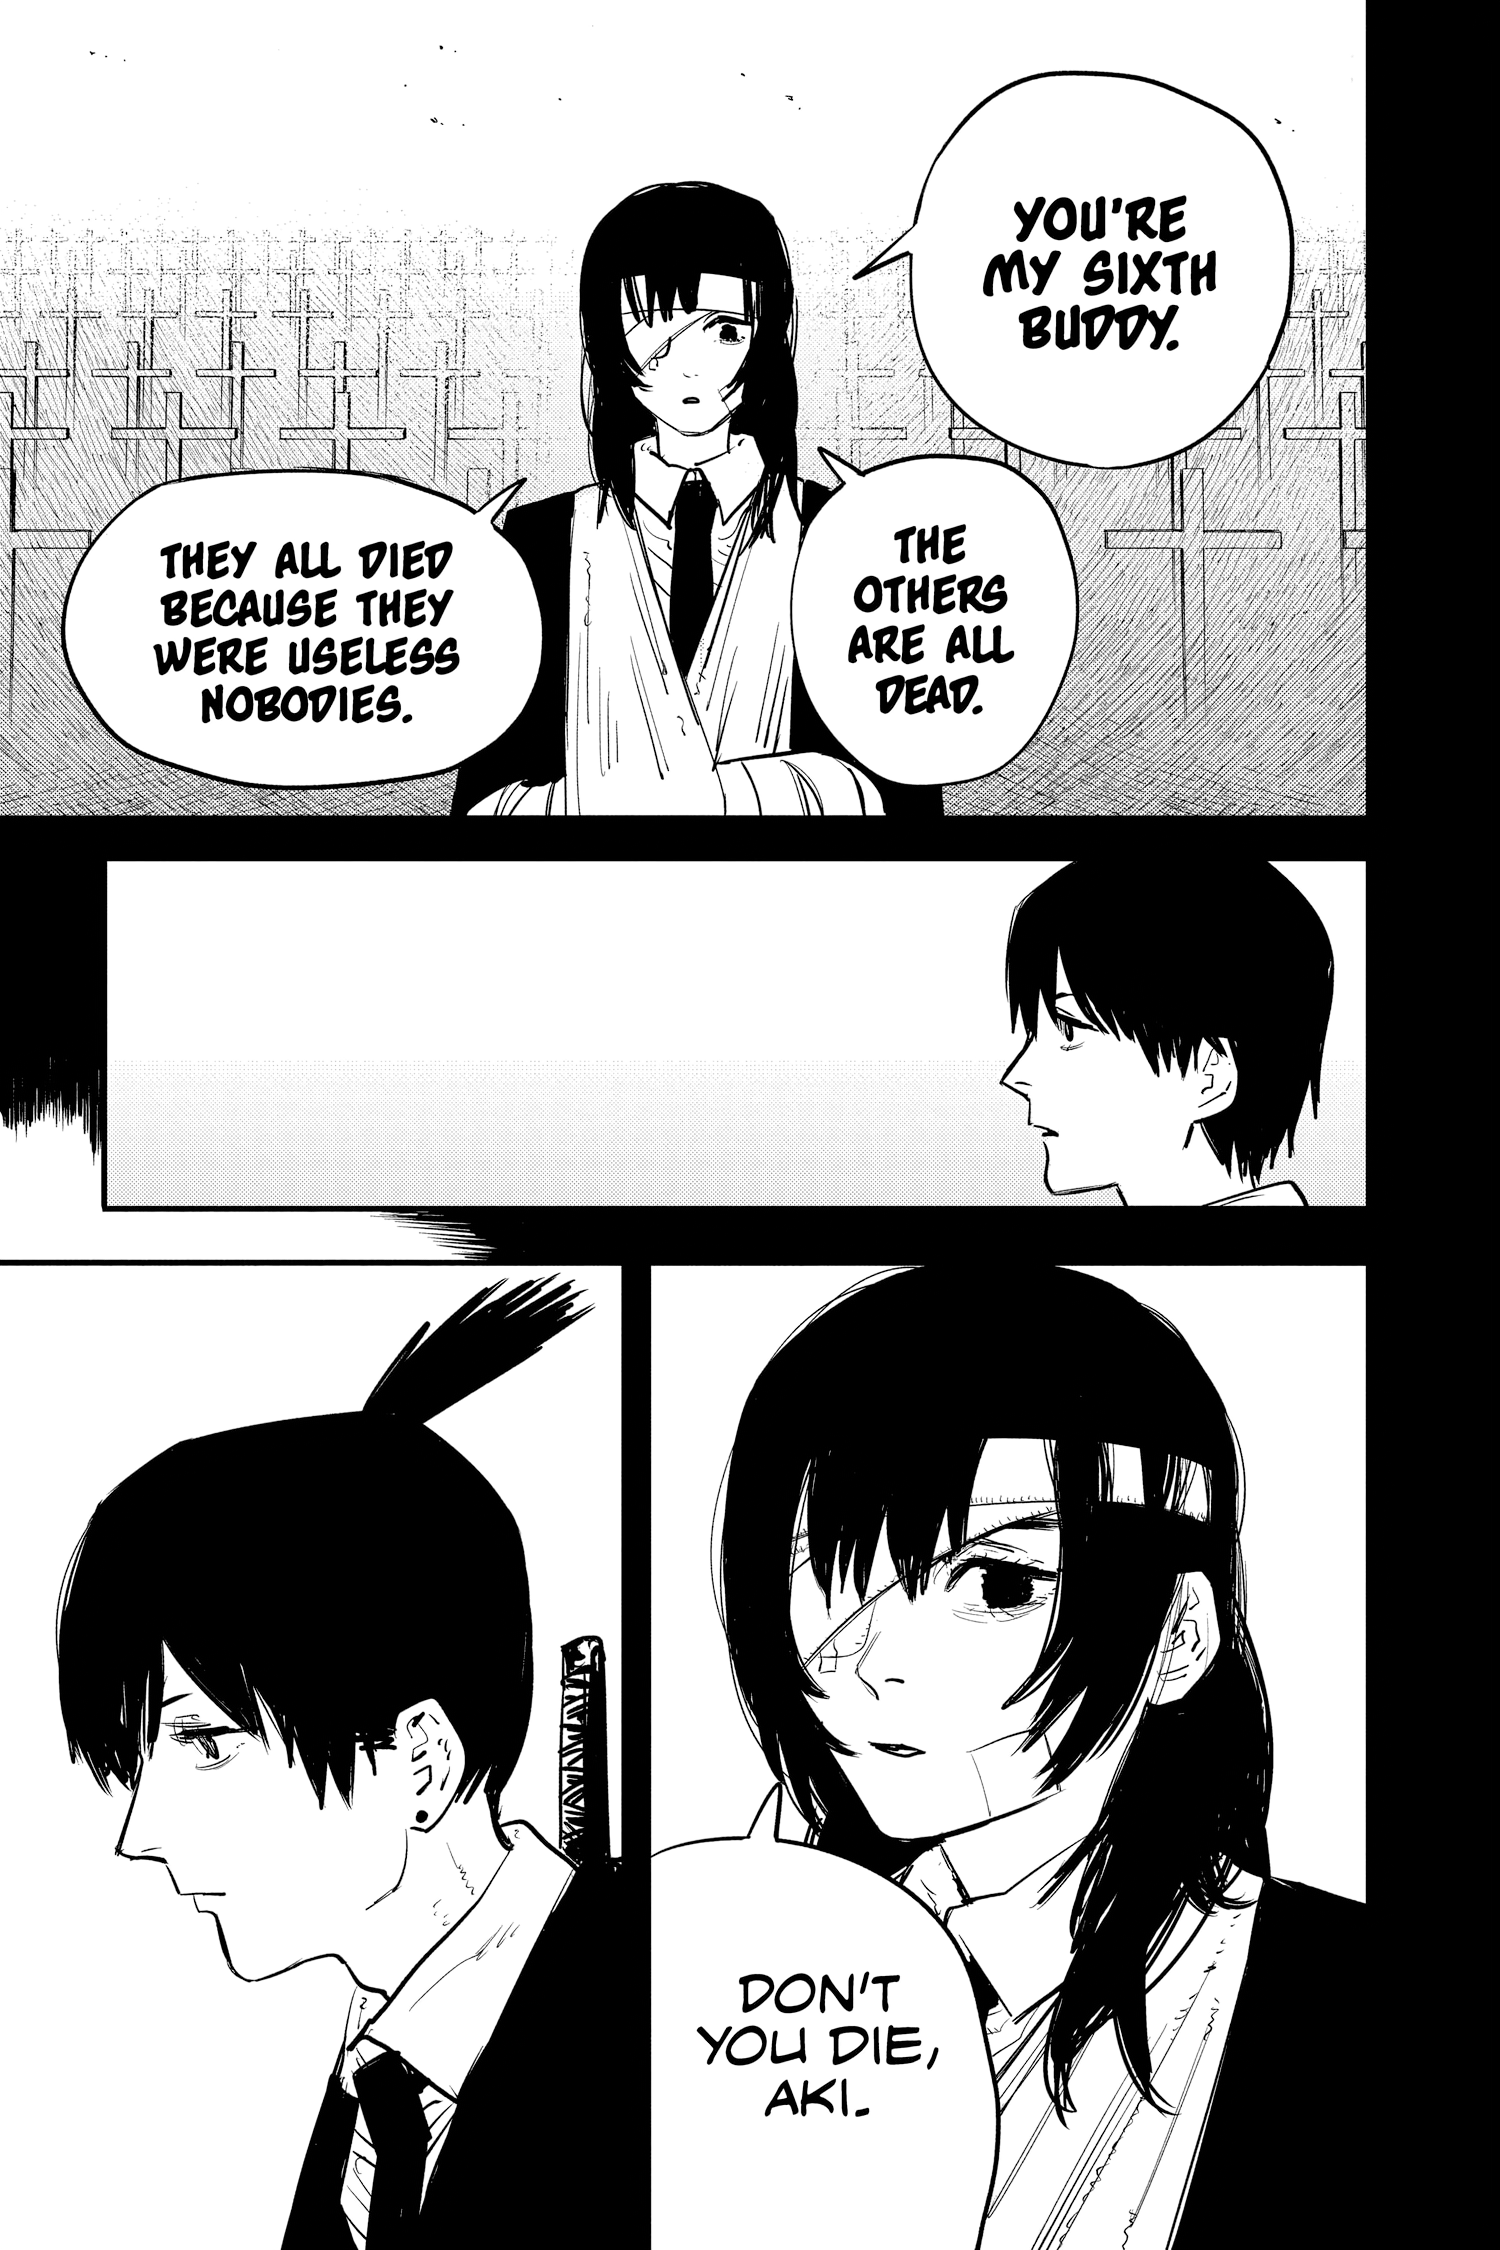 YOU'RE
MY SIXTH
BUDDY.
THE
OTHERS
ARE ALL
DEAD.
THEY ALL DIED
BECAUSE THEY
WERE USELESS
NOBODIES.
DON'T
YOU DIE,
AKI.